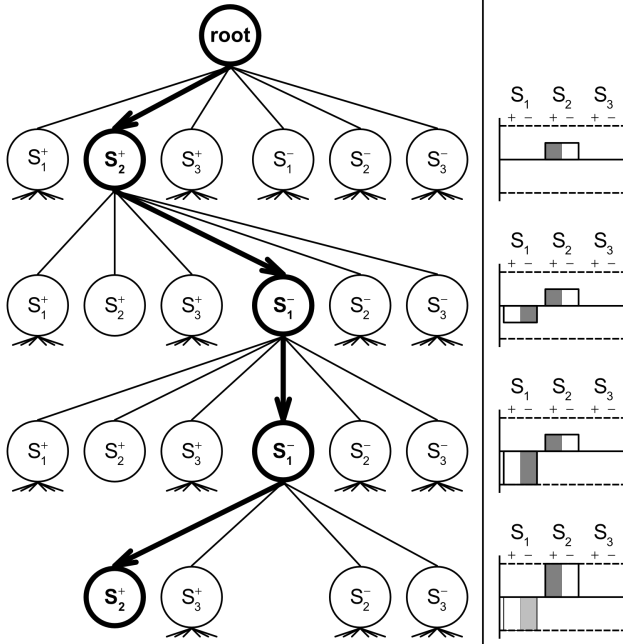 root
S₁⁺ S₂⁺ S₃⁺ S₁⁻ S₂⁻ S₃⁻
S₁⁺ S₂⁺ S₃⁺ S₁⁻ S₂⁻ S₃⁻
S₁⁺ S₂⁺ S₃⁺ S₁⁻ S₂⁻ S₃⁻
S₂⁺ S₃⁺ S₂⁻ S₃⁻
S₁ S₂ S₃
+ − + − + −
S₁ S₂ S₃
+ − + − + −
S₁ S₂ S₃
+ − + − + −
S₁ S₂ S₃
+ − + − + −